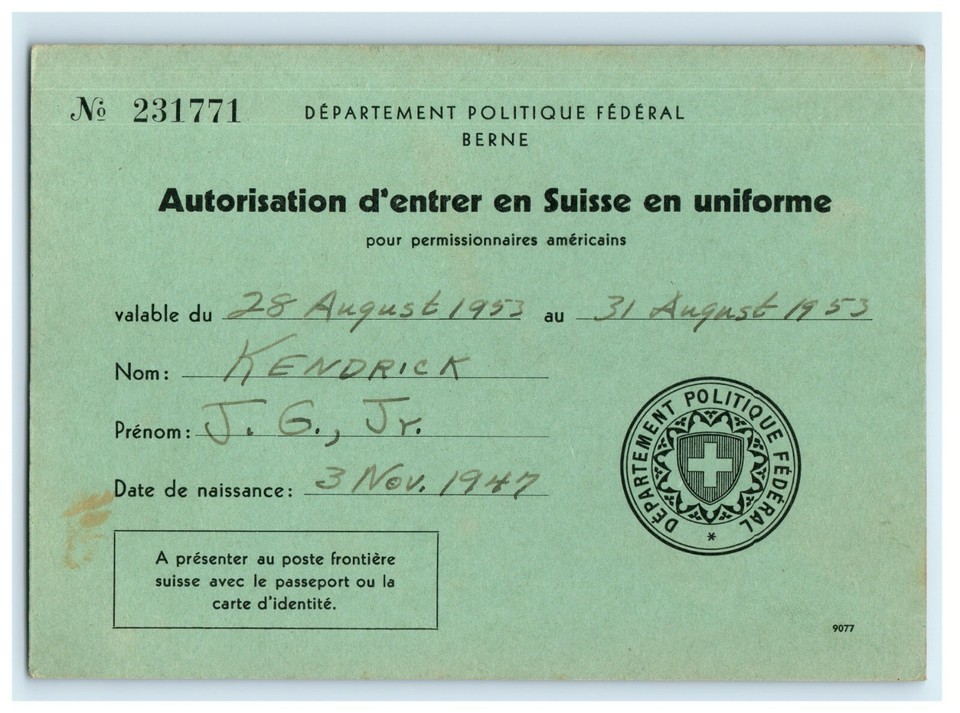 Nº 231771
DÉPARTEMENT POLITIQUE FÉDÉRAL
BERNE
Autorisation d'entrer en Suisse en uniforme
pour permissionnaires américains
valable du 28 August 1953 au 31 August 1953
Nom: KENDRICK
Prénom: J. G., Jr.
Date de naissance: 3 Nov. 1947
DÉPARTEMENT POLITIQUE FÉDÉRAL *
A présenter au poste frontière
suisse avec le passeport ou la
carte d'identité.
9077